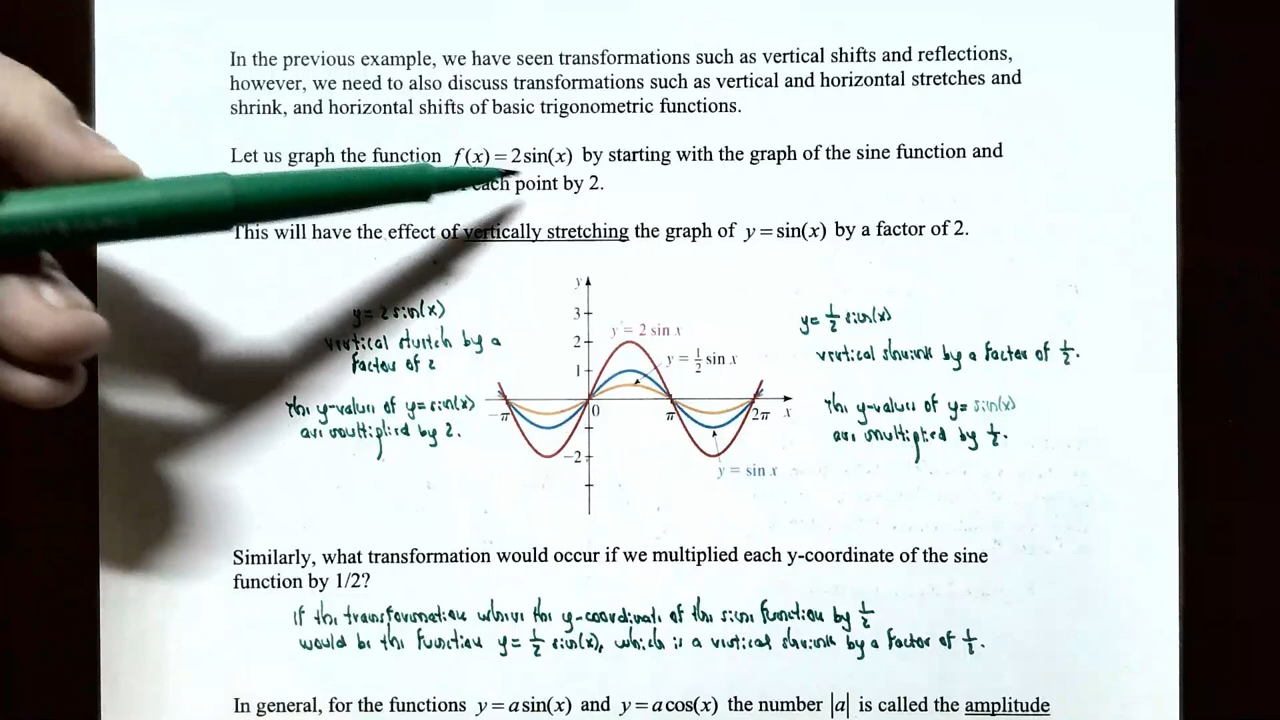 In the previous example, we have seen transformations such as vertical shifts and reflections,
however, we need to also discuss transformations such as vertical and horizontal stretches and
shrink, and horizontal shifts of basic trigonometric functions.
Let us graph the function f(x) = 2sin(x) by starting with the graph of the sine function and
each point by 2.
This will have the effect of vertically stretching the graph of y = sin(x) by a factor of 2.
y = 2 sin(x)
vertical stretch by a
factor of 2
The y-values of y = sin(x)
are multiplied by 2.
y
3
2
1
-2
-π
0
π
2π
x
y = 2 sin x
y = 1/2 sin x
y = sin x
y = 1/2 sin(x)
vertical shrink by a factor of 1/2.
The y-values of y = sin(x)
are multiplied by 1/2.
Similarly, what transformation would occur if we multiplied each y-coordinate of the sine
function by 1/2?
If the transformation where the y-coordinate of the sine function by 1/2
would be the function y = 1/2 sin(x), which is a vertical shrink by a factor of 1/2.
In general, for the functions y = a sin(x) and y = a cos(x) the number |a| is called the amplitude